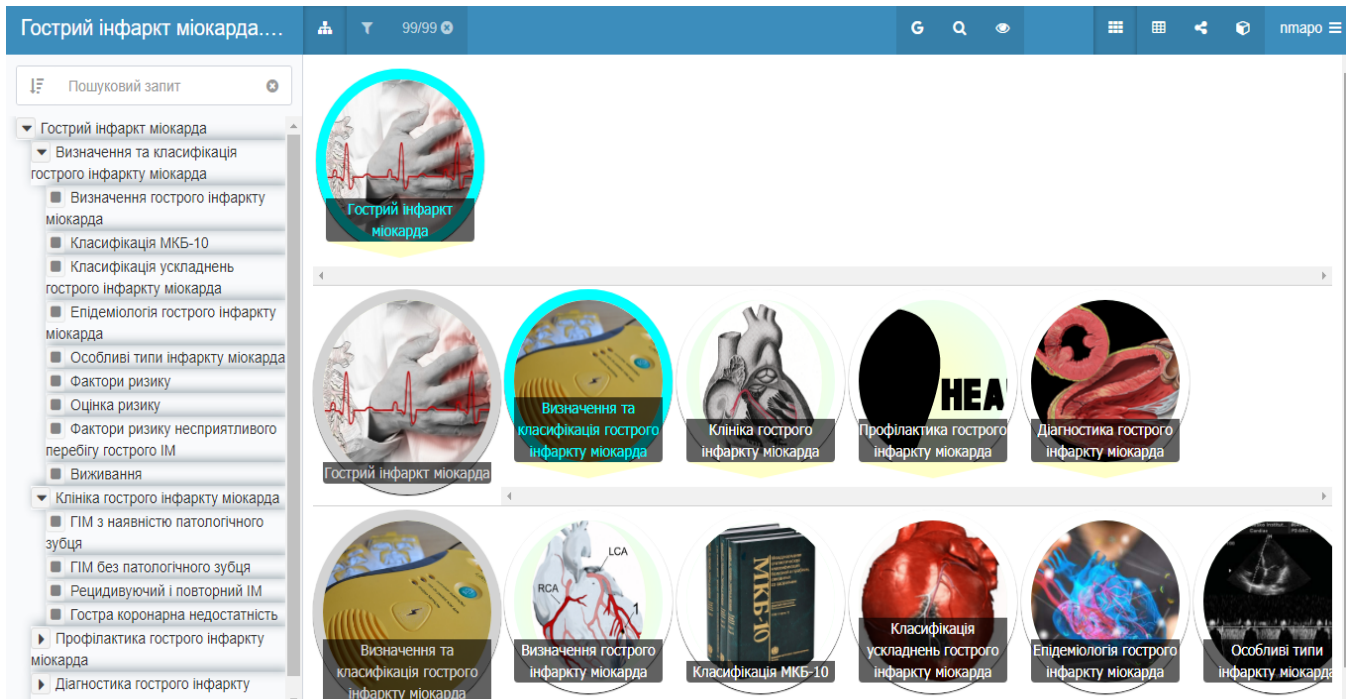 Гострий інфаркт міокарда....
99/99
G
nmapo
Пошуковий запит
Гострий інфаркт міокарда
Визначення та класифікація
гострого інфаркту міокарда
Визначення гострого інфаркту
міокарда
Класифікація МКБ-10
Класифікація ускладнень
гострого інфаркту міокарда
Епідеміологія гострого інфаркту
міокарда
Особливі типи інфаркту міокарда
Фактори ризику
Оцінка ризику
Фактори ризику несприятливого
перебігу гострого ІМ
Виживання
Клініка гострого інфаркту міокарда
ГІМ з наявністю патологічного
зубця
ГІМ без патологічного зубця
Рецидивуючий і повторний ІМ
Гостра коронарна недостатність
Профілактика гострого інфаркту
міокарда
Діагностика гострого інфаркту
Гострий інфаркт
міокарда
Гострий інфаркт міокарда
Визначення та
класифікація гострого
інфаркту міокарда
Клініка гострого
інфаркту міокарда
HEA
Профілактика гострого
інфаркту міокарда
Діагностика гострого
інфаркту міокарда
Визначення та
класифікація гострого
інфаркту міокарда
LCA
RCA
1
Визначення гострого
інфаркту міокарда
МКБ-10
Класифікація МКБ-10
Класифікація
ускладнень гострого
інфаркту міокарда
Епідеміологія гострого
інфаркту міокарда
Особливі типи
інфаркту міокарда